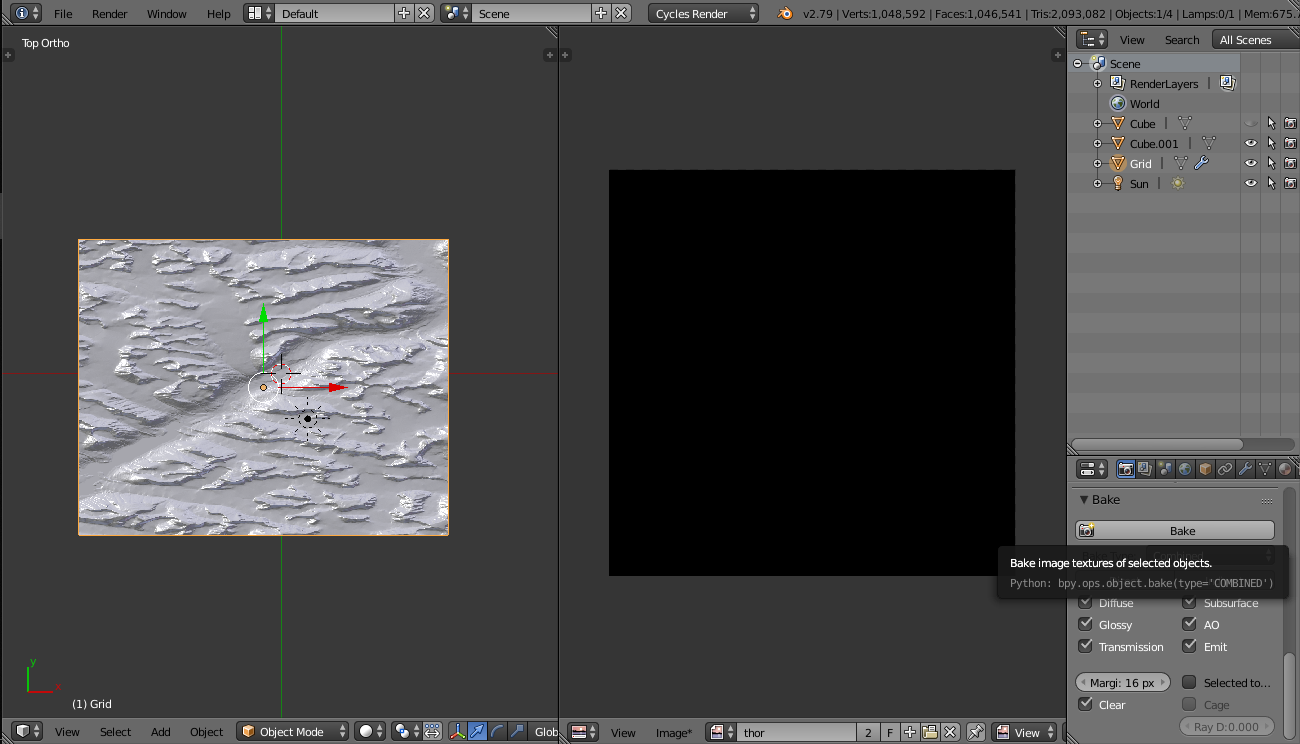 File Render Window Help Default Scene Cycles Render v2.79 | Verts:1,048,592 | Faces:1,046,541 | Tris:2,093,082 | Objects:1/4 | Lamps:0/1 | Mem:675.
Top Ortho
View Search All Scenes
Scene
RenderLayers
World
Cube
Cube.001
Grid
Sun
Bake
Bake
Bake image textures of selected objects.
Python: bpy.ops.object.bake(type='COMBINED')
Diffuse Subsurface
Glossy AO
Transmission Emit
Margi: 16 px Selected to...
Clear Cage
Ray D:0.000
y
x
(1) Grid
View Select Add Object Object Mode Glob
View Image* thor 2 F View